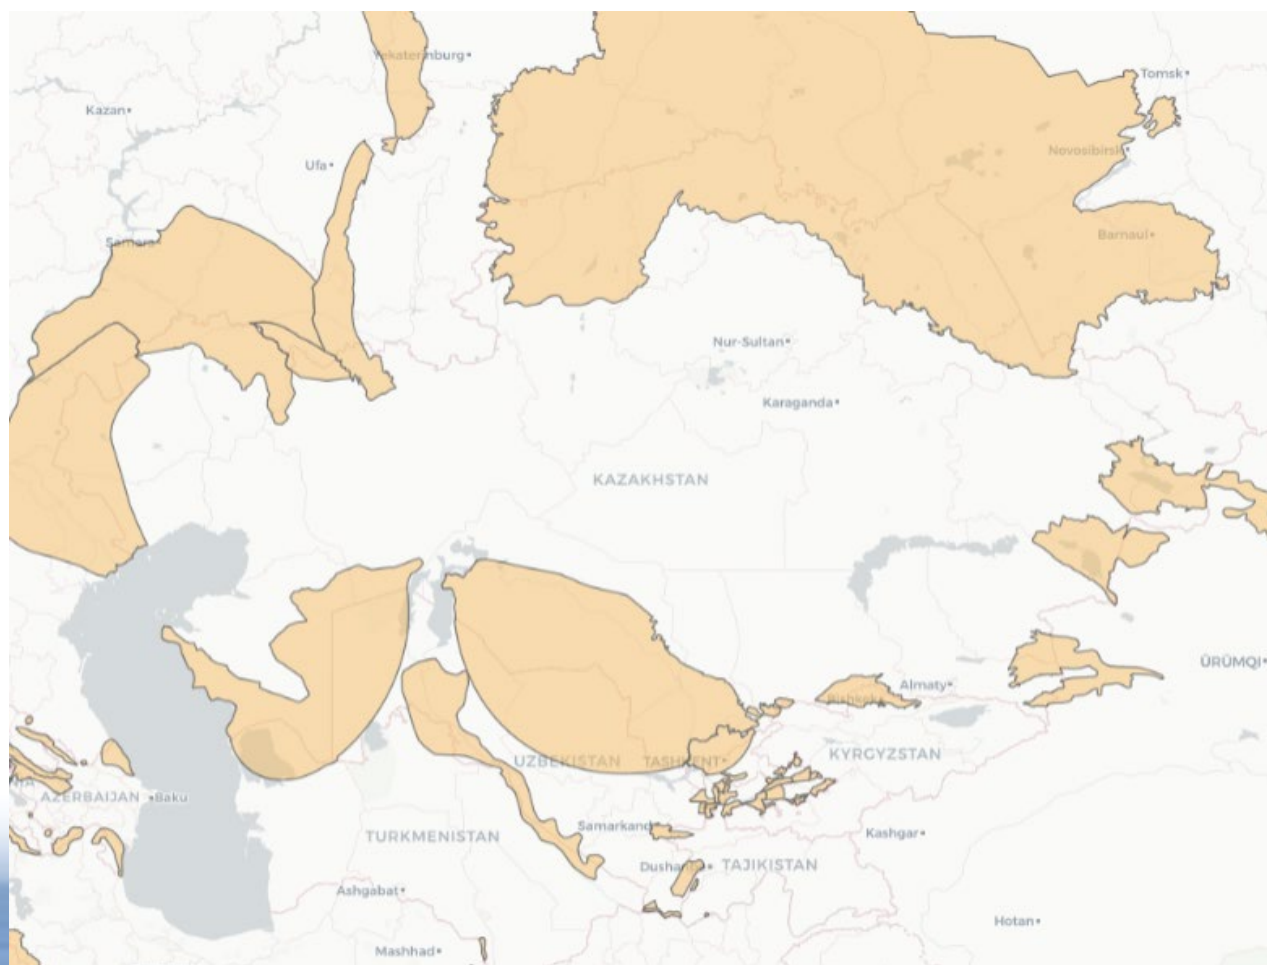 Yekaterinburg
Tomsk
Kazan
Novosibirsk
Ufa
Barnaul
Samara
Nur-Sultan
Karaganda
KAZAKHSTAN
ÜRÜMQI
Almaty
Bishkek
UZBEKISTAN
TASHKENT
KYRGYZSTAN
AZERBAIJAN
Baku
Samarkand
TURKMENISTAN
Kashgar
Dushanbe
TAJIKISTAN
Ashgabat
Hotan
Mashhad